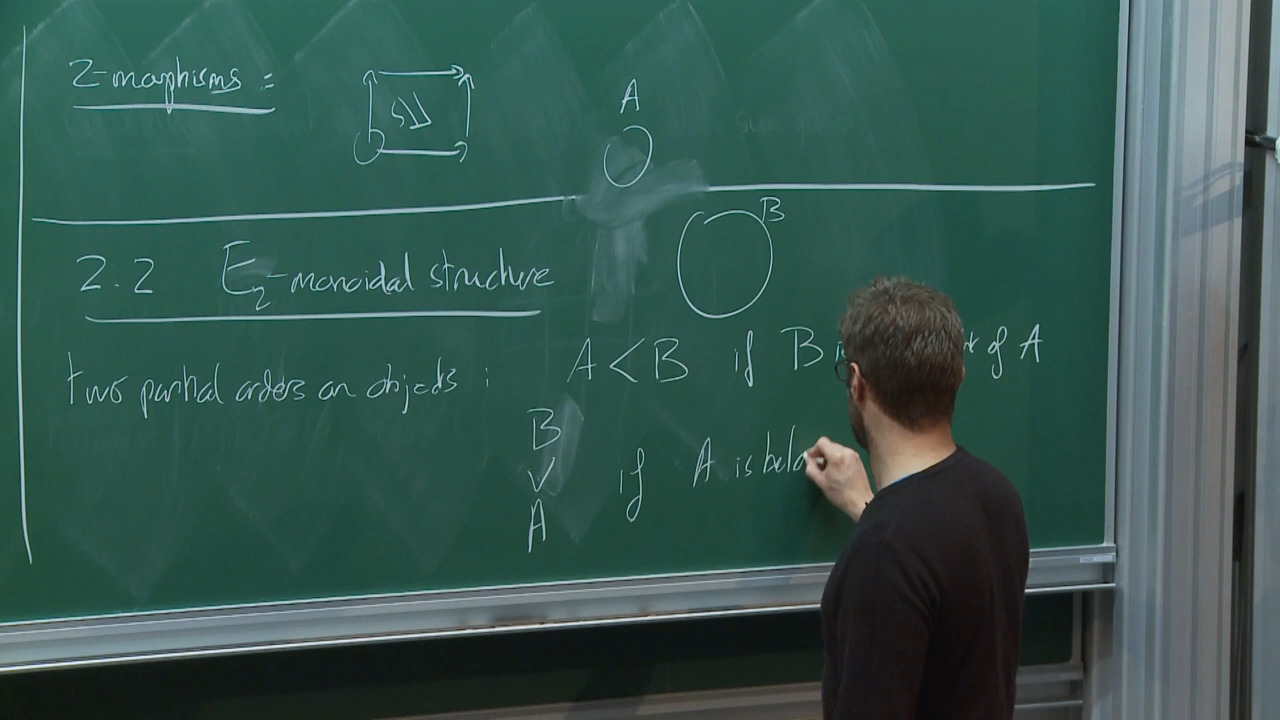 2-morphisms :
A
B
2.2 E2-monoidal structure
two partial orders on objects : A < B if B is of A
B
∨ if A is belo
A